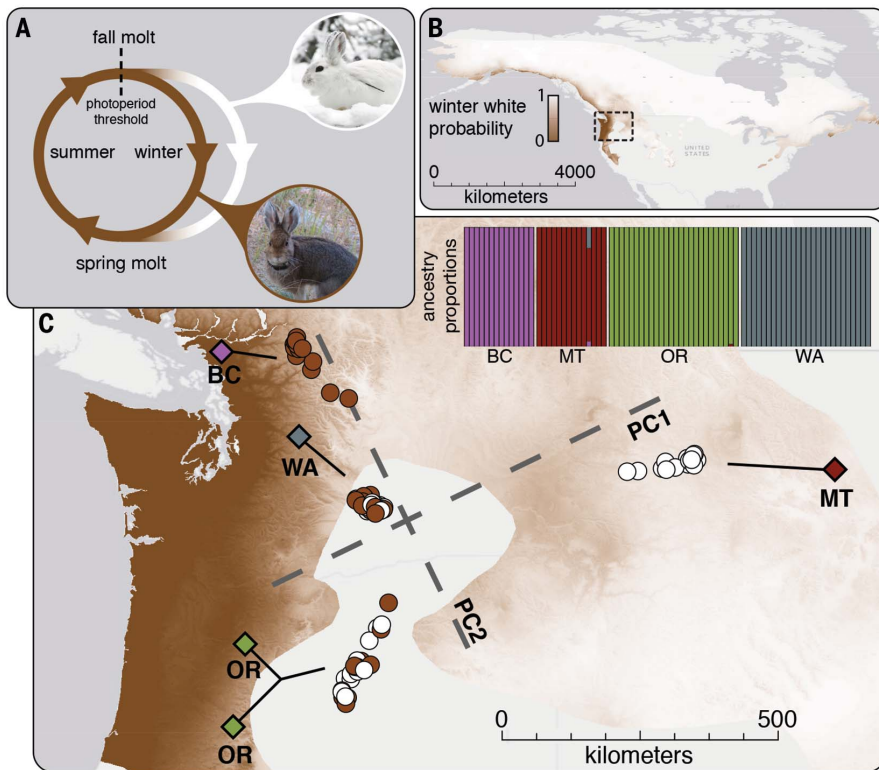 A
fall molt
photoperiod
threshold
summer
winter
spring molt
B
winter white
probability
1
0
UNITED
STATES
0
4000
kilometers
ancestry
proportions
BC
MT
OR
WA
C
BC
WA
PC1
MT
PC2
OR
OR
0
500
kilometers